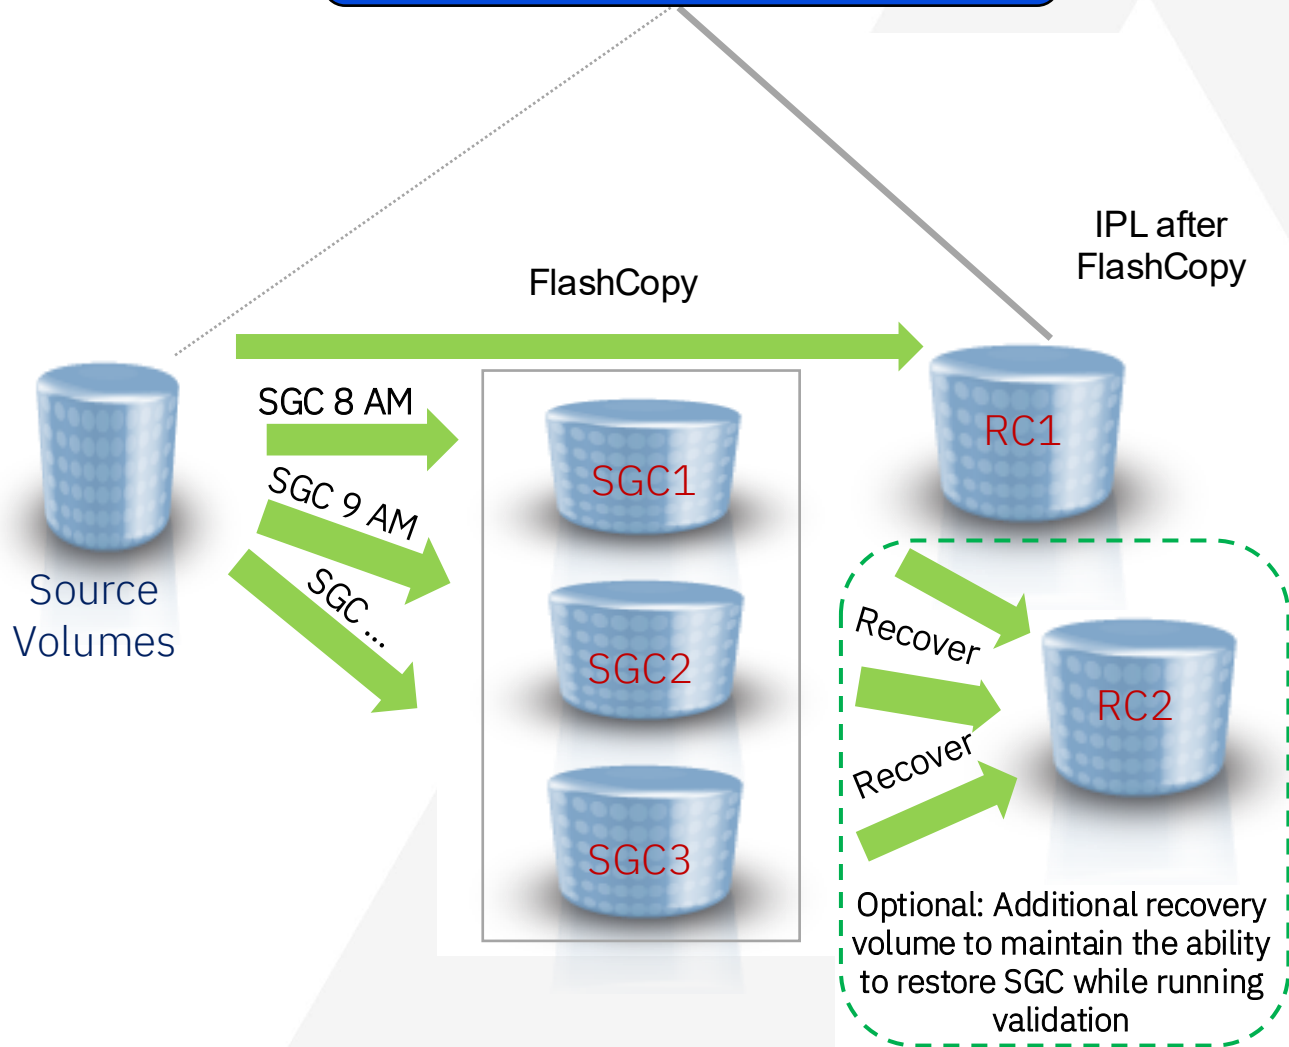 IPL after
FlashCopy
FlashCopy
SGC 8 AM
SGC 9 AM
SGC ...
Source
Volumes
SGC1
SGC2
SGC3
RC1
Recover
Recover
RC2
Optional: Additional recovery
volume to maintain the ability
to restore SGC while running
validation